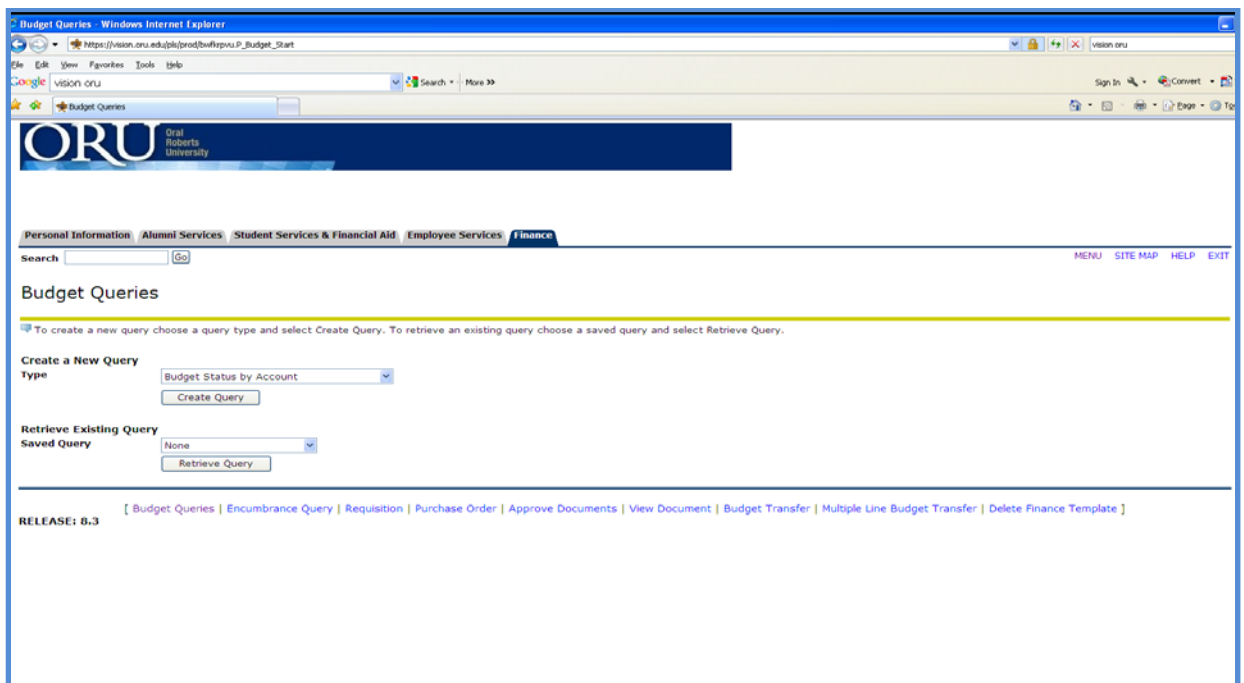 Budget Queries - Windows Internet Explorer
https://vision.oru.edu/pls/prod/bwfkrpvu.P_Budget_Start
vision oru
File Edit View Favorites Tools Help
Google vision oru Search More >> Sign In Convert
Budget Queries Page
ORU Oral
Roberts
University
Personal Information Alumni Services Student Services & Financial Aid Employee Services Finance
Search Go MENU SITE MAP HELP EXIT
Budget Queries
To create a new query choose a query type and select Create Query. To retrieve an existing query choose a saved query and select Retrieve Query.
Create a New Query
Type Budget Status by Account
Create Query
Retrieve Existing Query
Saved Query None
Retrieve Query
[ Budget Queries | Encumbrance Query | Requisition | Purchase Order | Approve Documents | View Document | Budget Transfer | Multiple Line Budget Transfer | Delete Finance Template ]
RELEASE: 8.3